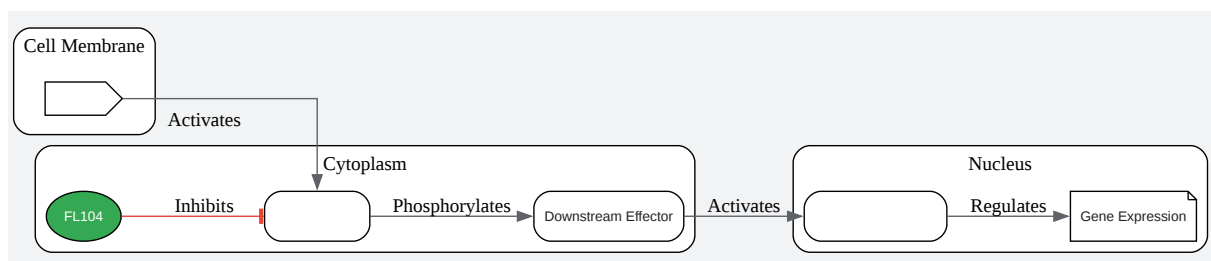 Cell Membrane
Activates
Cytoplasm
FL104
Inhibits
Phosphorylates
Downstream Effector
Activates
Nucleus
Regulates
Gene Expression